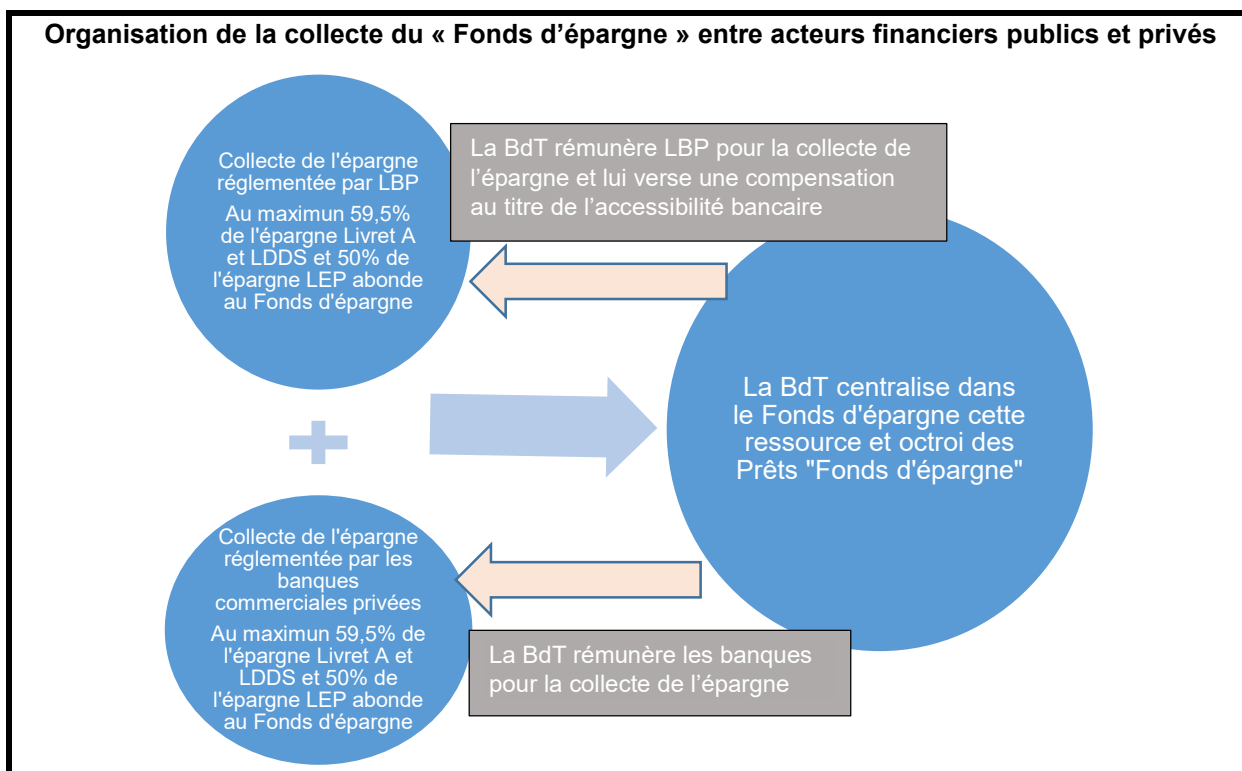 Organisation de la collecte du « Fonds d'épargne » entre acteurs financiers publics et privés
Collecte de l'épargne
réglementée par LBP
Au maximun 59,5%
de l'épargne Livret A
et LDDS et 50% de
l'épargne LEP abonde
au Fonds d'épargne
La BdT rémunère LBP pour la collecte de
l’épargne et lui verse une compensation
au titre de l’accessibilité bancaire
La BdT centralise dans
le Fonds d'épargne cette
ressource et octroi des
Prêts "Fonds d'épargne"
Collecte de l'épargne
réglementée par les
banques
commerciales privées
Au maximun 59,5% de
l'épargne Livret A et
LDDS et 50% de
l'épargne LEP abonde
au Fonds d'épargne
La BdT rémunère les banques
pour la collecte de l’épargne